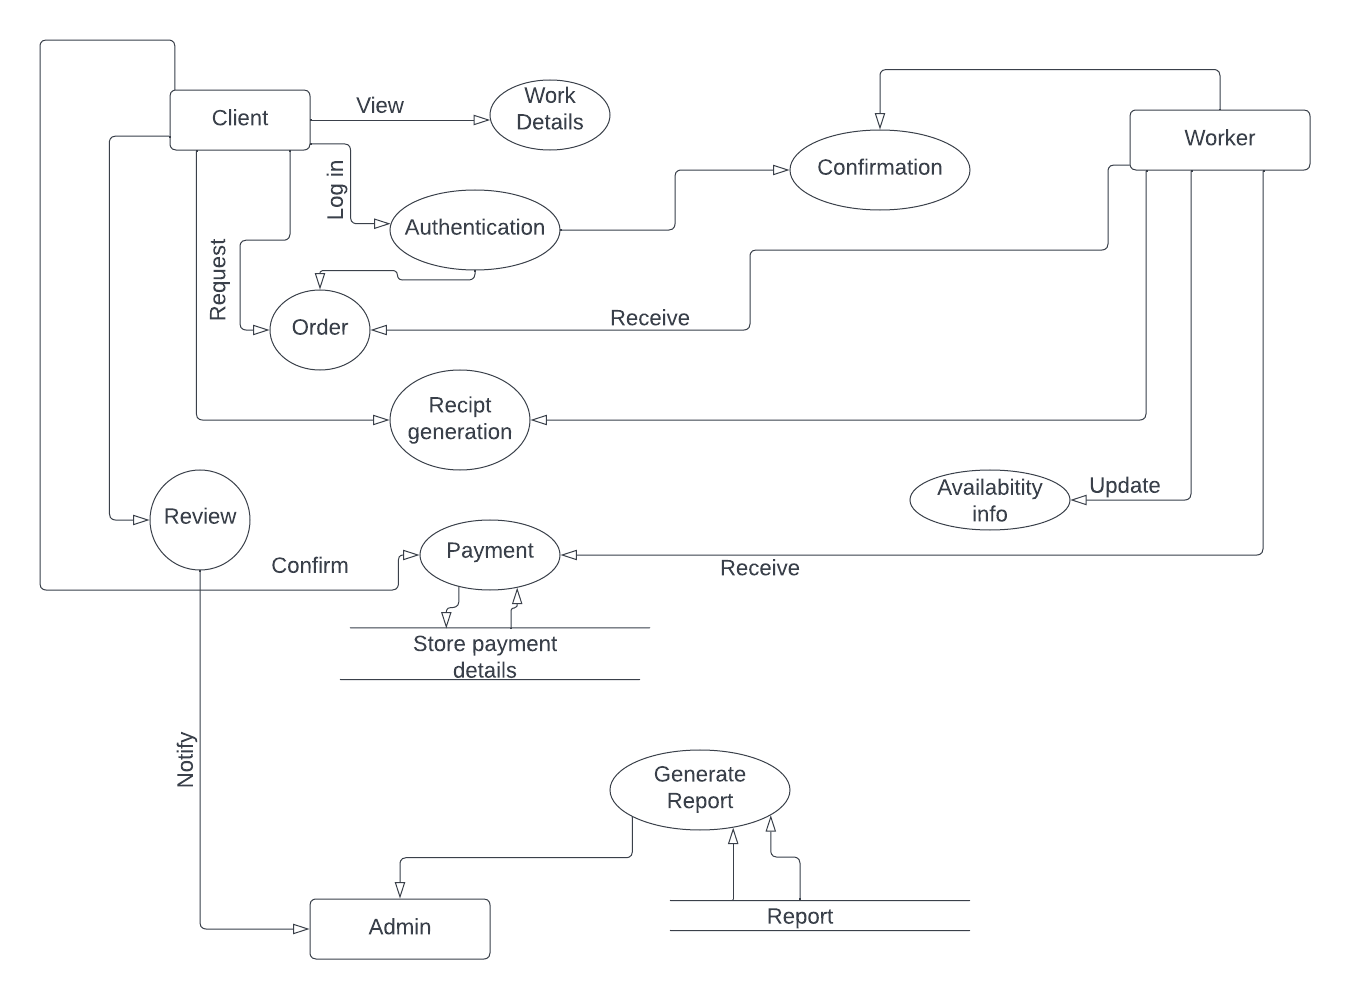 Client
View
Work
Details
Worker
Confirmation
Log in
Authentication
Request
Order
Receive
Recipt
generation
Availabitity
info
Update
Review
Confirm
Payment
Receive
Store payment
details
Notify
Generate
Report
Report
Admin